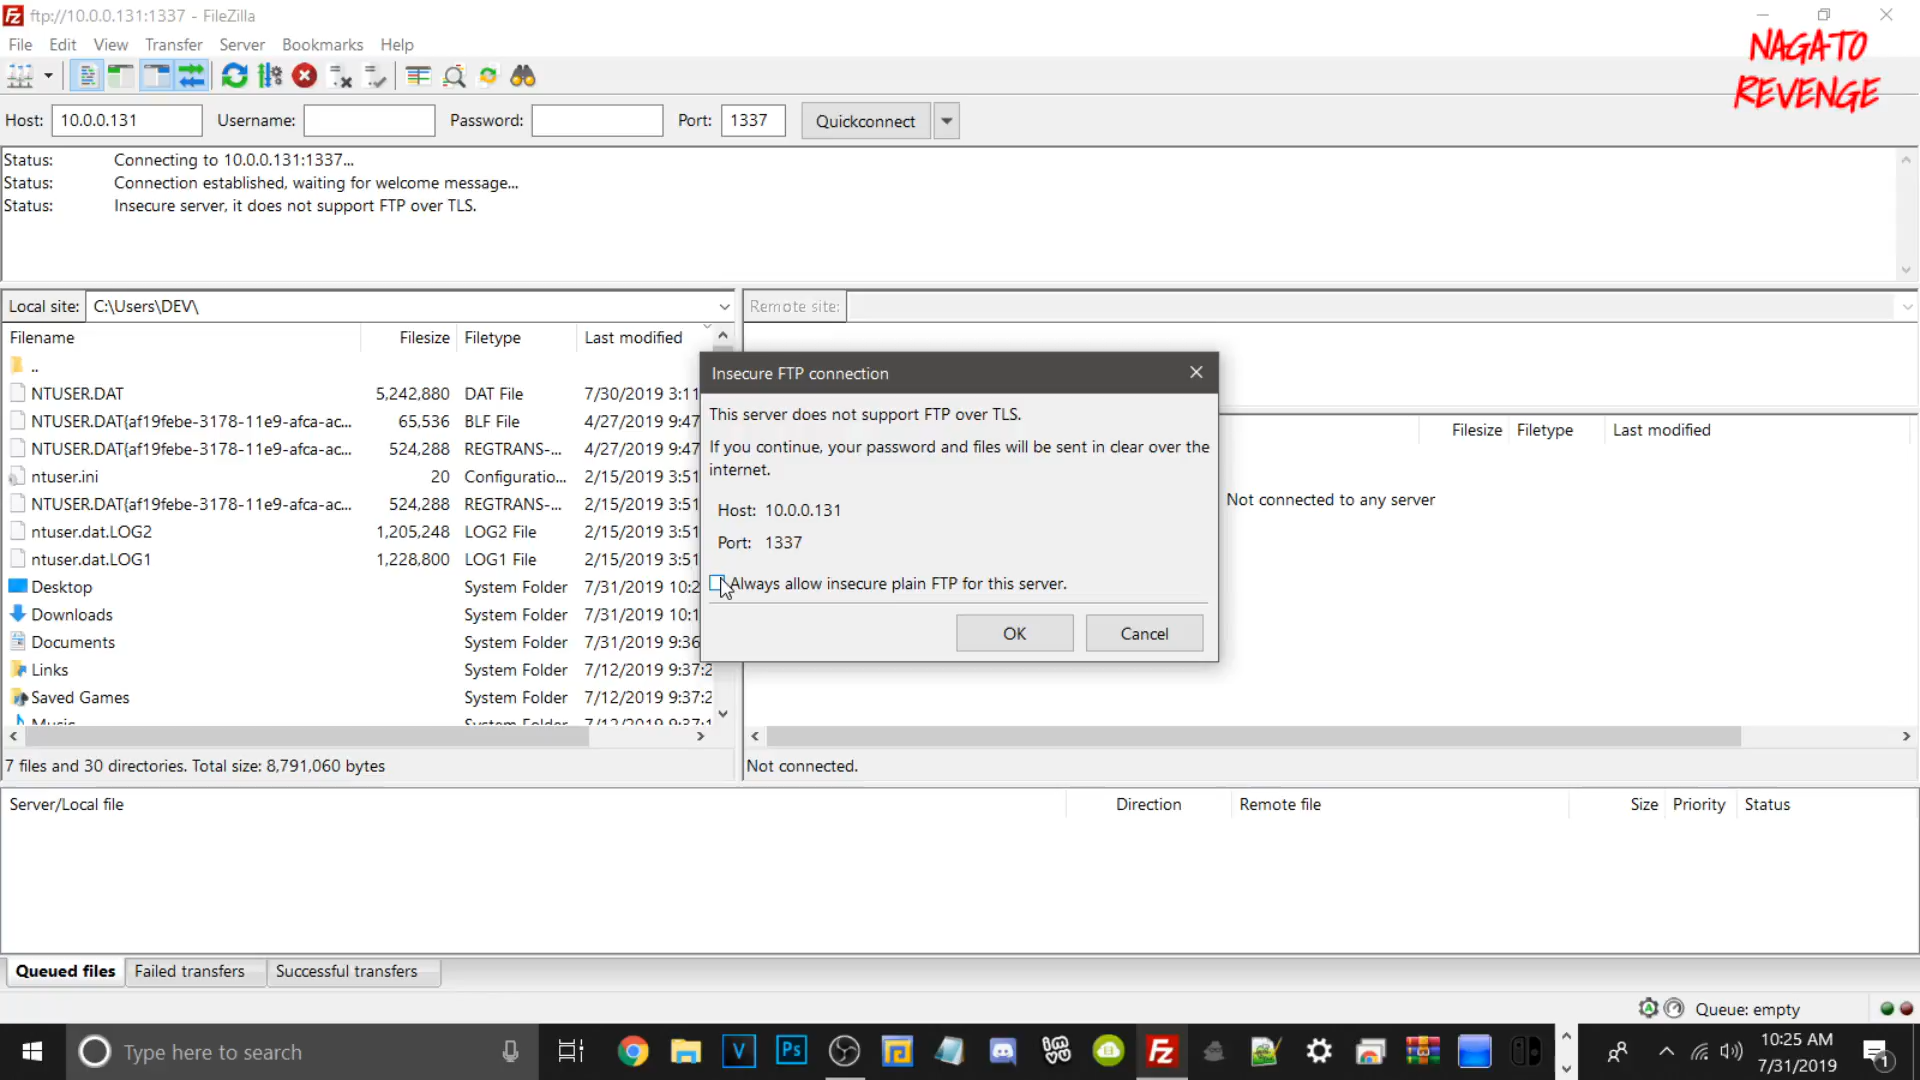 ftp://10.0.0.131:1337 - FileZilla
File Edit View Transfer Server Bookmarks Help
NAGATO
REVENGE
Host: 10.0.0.131 Username: Password: Port: 1337 Quickconnect
Status: Connecting to 10.0.0.131:1337...
Status: Connection established, waiting for welcome message...
Status: Insecure server, it does not support FTP over TLS.
Local site: C:\Users\DEV\
Remote site:
Filename Filesize Filetype Last modified
..
NTUSER.DAT 5,242,880 DAT File 7/30/2019 3:11
NTUSER.DAT{af19febe-3178-11e9-afca-ac... 65,536 BLF File 4/27/2019 9:47
NTUSER.DAT{af19febe-3178-11e9-afca-ac... 524,288 REGTRANS-... 4/27/2019 9:47
ntuser.ini 20 Configuratio... 2/15/2019 3:51
NTUSER.DAT{af19febe-3178-11e9-afca-ac... 524,288 REGTRANS-... 2/15/2019 3:51
ntuser.dat.LOG2 1,205,248 LOG2 File 2/15/2019 3:51
ntuser.dat.LOG1 1,228,800 LOG1 File 2/15/2019 3:51
Desktop System Folder 7/31/2019 10:2
Downloads System Folder 7/31/2019 10:1
Documents System Folder 7/31/2019 9:36
Links System Folder 7/12/2019 9:37:2
Saved Games System Folder 7/12/2019 9:37:2
Music System Folder 7/12/2019 9:37:1
7 files and 30 directories. Total size: 8,791,060 bytes
Insecure FTP connection
This server does not support FTP over TLS.
If you continue, your password and files will be sent in clear over the
internet.
Host: 10.0.0.131
Port: 1337
Always allow insecure plain FTP for this server.
OK Cancel
Filesize Filetype Last modified
Not connected to any server
Not connected.
Server/Local file Direction Remote file Size Priority Status
Queued files Failed transfers Successful transfers
Queue: empty
Type here to search
10:25 AM
7/31/2019
1